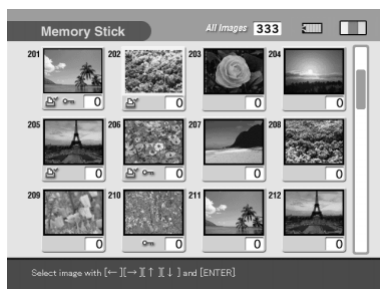 Memory Stick
All Images 333
201 202 203 204
0 0 0 0
205 206 207 208
0 0 0 0
209 210 211 212
0 0 0 0
Select image with [←][→][↑][↓] and [ENTER]